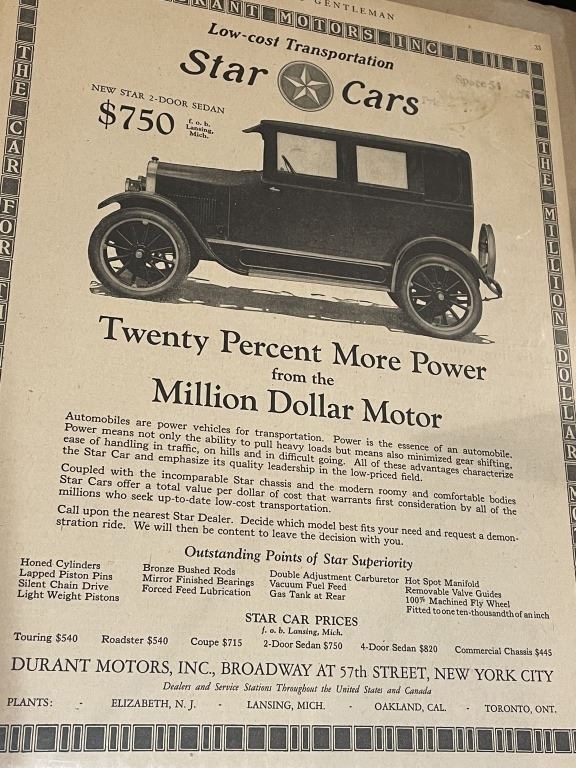 GENTLEMAN
33
RANT MOTORS INC
THE CAR FOR
THE MILLION DOLLAR MO
Low-cost Transportation
Star Cars
NEW STAR 2-DOOR SEDAN
$750 f. o. b. Lansing, Mich.
Twenty Percent More Power
from the
Million Dollar Motor
Automobiles are power vehicles for transportation. Power is the essence of an automobile.
Power means not only the ability to pull heavy loads but means also minimized gear shifting,
ease of handling in traffic, on hills and in difficult going. All of these advantages characterize
the Star Car and emphasize its quality leadership in the low-priced field.
Coupled with the incomparable Star chassis and the modern roomy and comfortable bodies
Star Cars offer a total value per dollar of cost that warrants first consideration by all of the
millions who seek up-to-date low-cost transportation.
Call upon the nearest Star Dealer. Decide which model best fits your need and request a demon-
stration ride. We will then be content to leave the decision with you.
Outstanding Points of Star Superiority
Honed Cylinders
Lapped Piston Pins
Silent Chain Drive
Light Weight Pistons
Bronze Bushed Rods
Mirror Finished Bearings
Forced Feed Lubrication
Double Adjustment Carburetor
Vacuum Fuel Feed
Gas Tank at Rear
Hot Spot Manifold
Removable Valve Guides
100% Machined Fly Wheel
Fitted to one ten-thousandth of an inch
STAR CAR PRICES
f. o. b. Lansing, Mich.
Touring $540 Roadster $540 Coupe $715 2-Door Sedan $750 4-Door Sedan $820 Commercial Chassis $445
DURANT MOTORS, INC., BROADWAY AT 57th STREET, NEW YORK CITY
Dealers and Service Stations Throughout the United States and Canada
PLANTS: - ELIZABETH, N. J. - LANSING, MICH. - OAKLAND, CAL. - TORONTO, ONT.